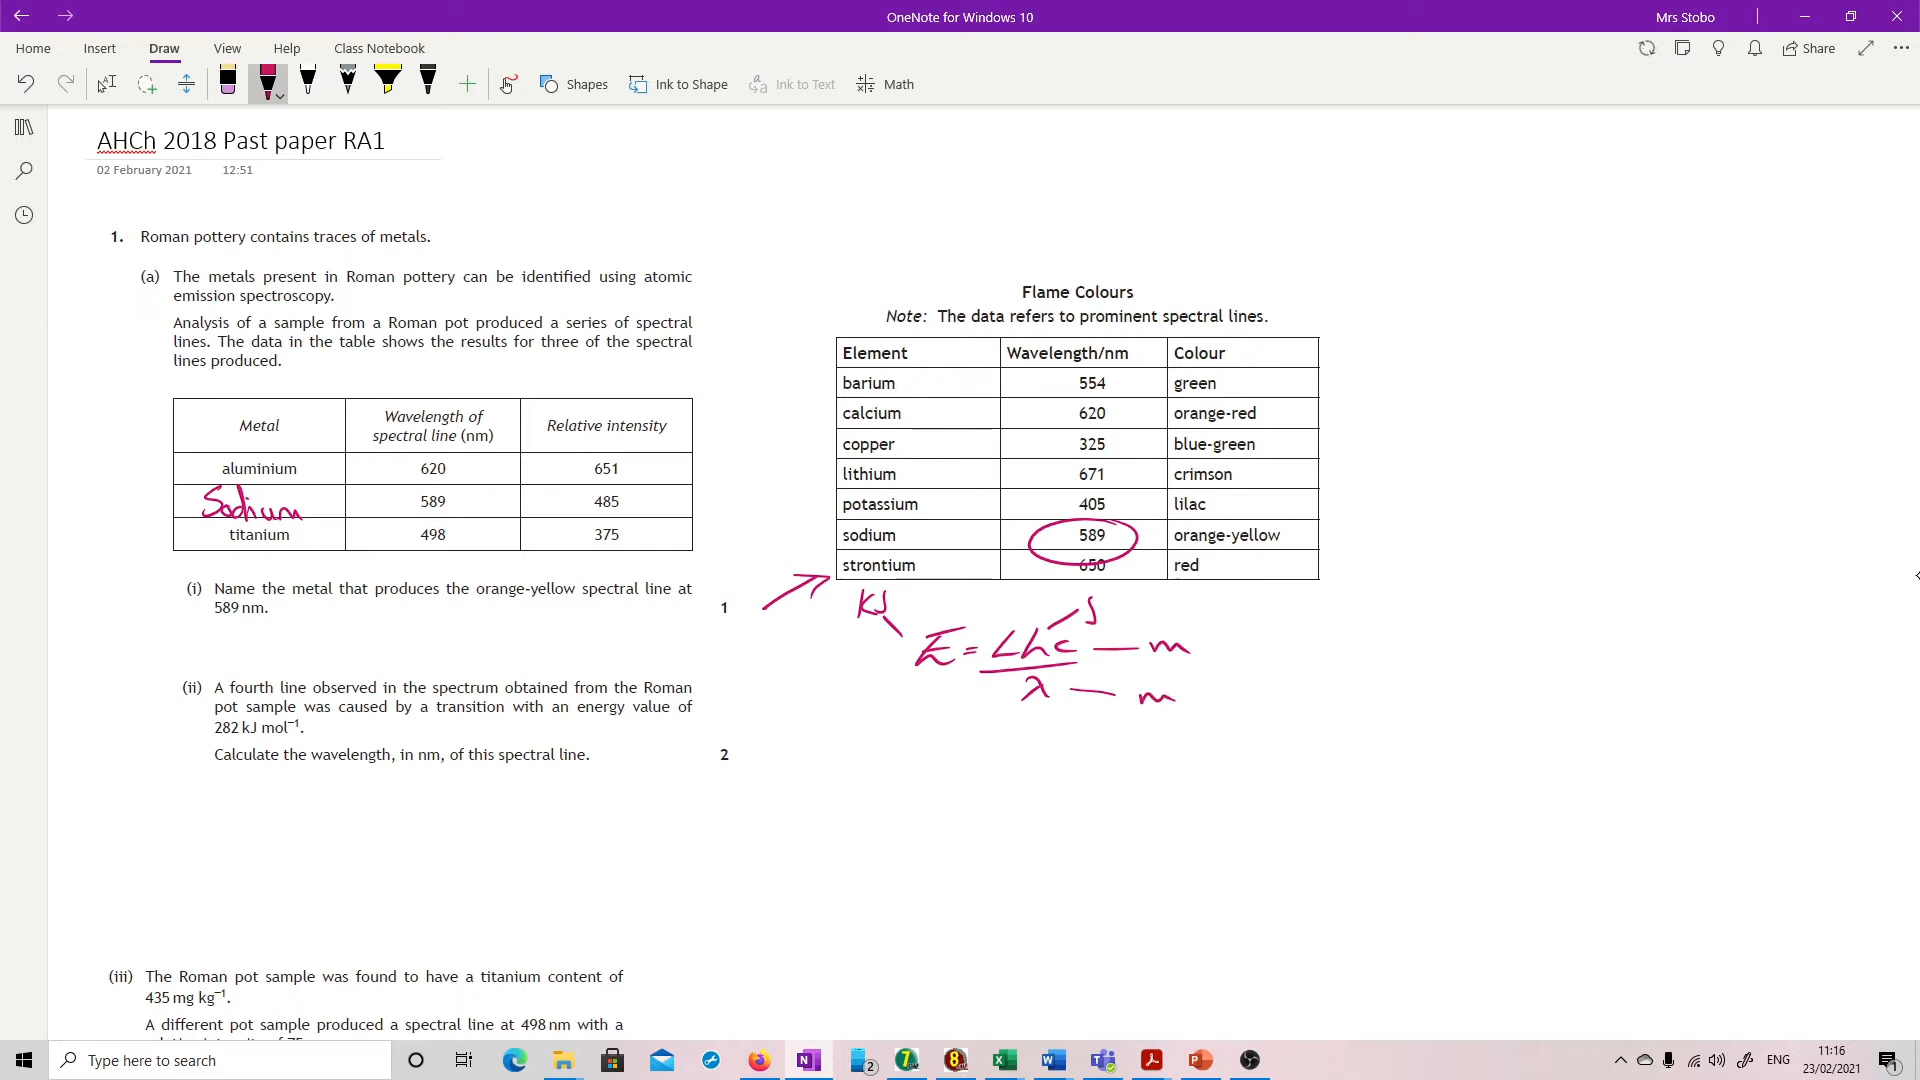 OneNote for Windows 10
Mrs Stobo
Home Insert Draw View Help Class Notebook
Share
Shapes Ink to Shape Ink to Text Math
AHCh 2018 Past paper RA1
02 February 2021 12:51
1. Roman pottery contains traces of metals.
(a) The metals present in Roman pottery can be identified using atomic
emission spectroscopy.
Analysis of a sample from a Roman pot produced a series of spectral
lines. The data in the table shows the results for three of the spectral
lines produced.
Metal Wavelength of spectral line (nm) Relative intensity
aluminium 620 651
Sodium 589 485
titanium 498 375
(i) Name the metal that produces the orange-yellow spectral line at
589 nm. 1
(ii) A fourth line observed in the spectrum obtained from the Roman
pot sample was caused by a transition with an energy value of
282 kJ mol⁻¹.
Calculate the wavelength, in nm, of this spectral line. 2
(iii) The Roman pot sample was found to have a titanium content of
435 mg kg⁻¹.
A different pot sample produced a spectral line at 498 nm with a
Flame Colours
Note: The data refers to prominent spectral lines.
Element Wavelength/nm Colour
barium 554 green
calcium 620 orange-red
copper 325 blue-green
lithium 671 crimson
potassium 405 lilac
sodium 589 orange-yellow
strontium 650 red
kJ J
E = Lhc — m
λ — m
Type here to search
ENG
11:16
23/02/2021